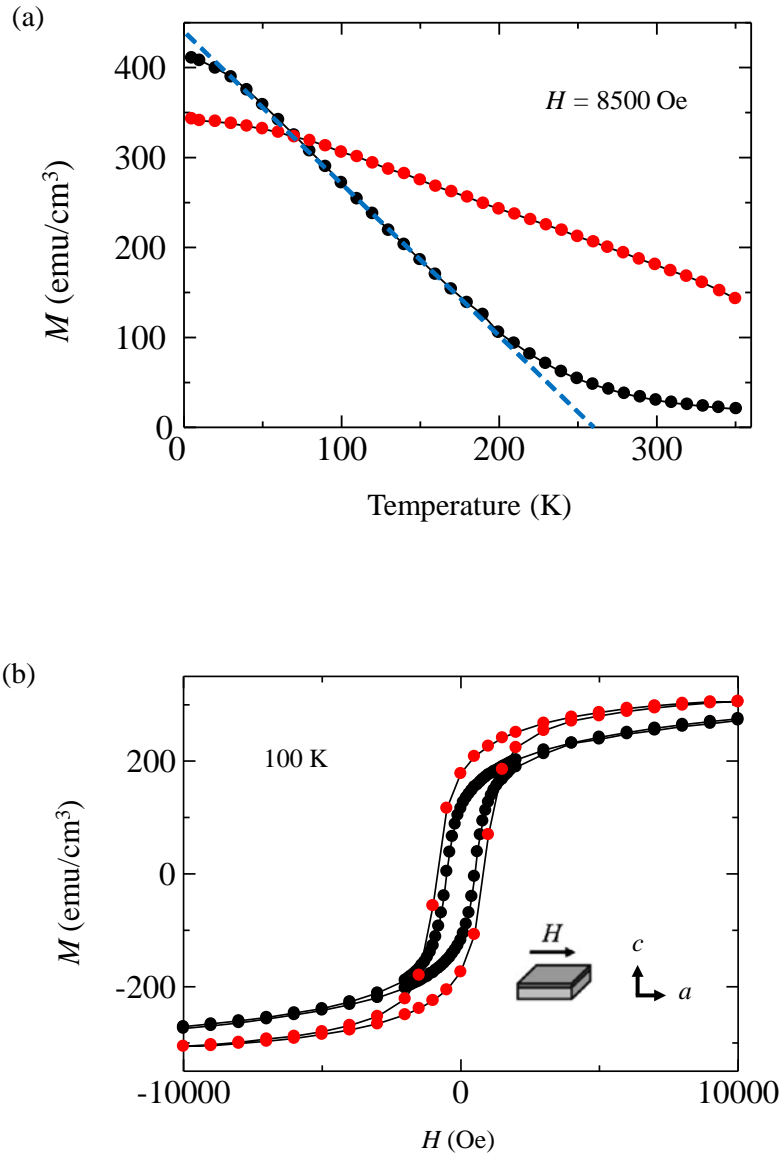 (a)
400
300
200
100
0
M (emu/cm³)
H = 8500 Oe
0 100 200 300
Temperature (K)
(b)
200
0
-200
M (emu/cm³)
100 K
H
c
a
-10000 0 10000
H (Oe)